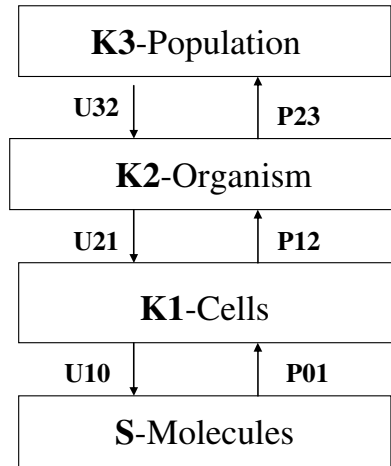 K3-Population
U32 P23
K2-Organism
U21 P12
K1-Cells
U10 P01
S-Molecules